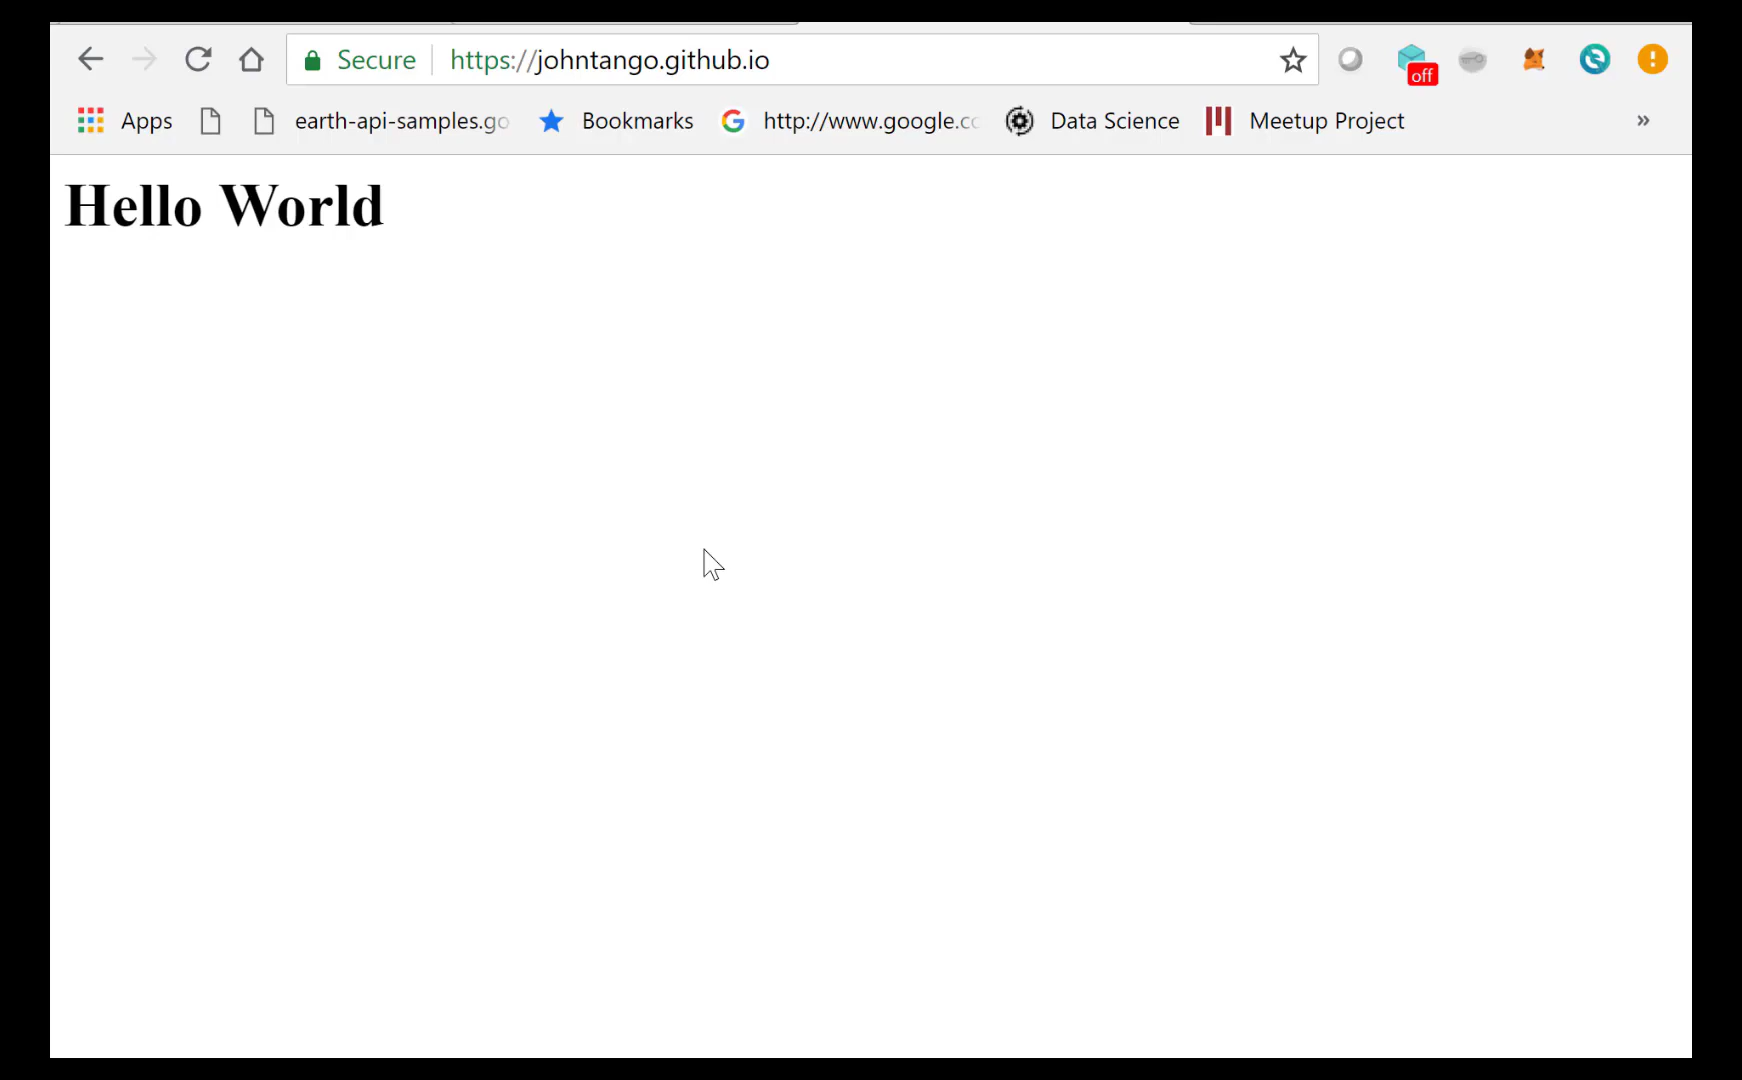 Secure https://johntango.github.io
off
Apps earth-api-samples.go Bookmarks http://www.google.cc Data Science Meetup Project »
Hello World